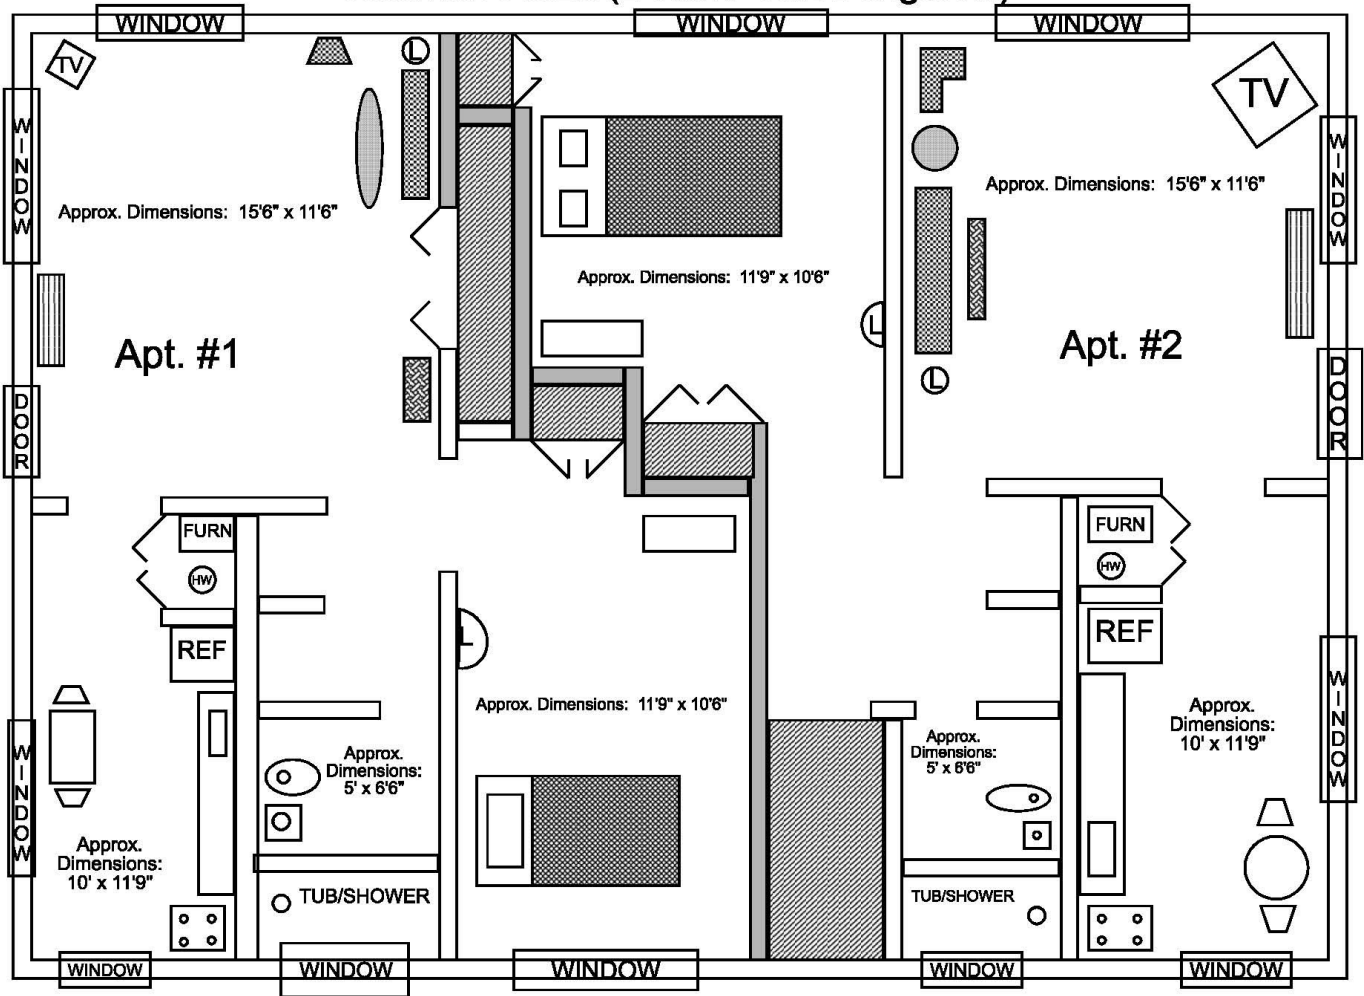 WINDOW
WINDOW
WINDOW
TV
L
TV
WINDOW
WINDOW
Approx. Dimensions: 15'6" x 11'6"
Approx. Dimensions: 15'6" x 11'6"
Approx. Dimensions: 11'9" x 10'6"
L
Apt. #1
Apt. #2
L
DOOR
DOOR
FURN
HW
REF
FURN
HW
REF
L
WINDOW
WINDOW
Approx. Dimensions: 11'9" x 10'6"
Approx.
Dimensions:
10' x 11'9"
Approx.
Dimensions:
5' x 6'6"
Approx.
Dimensions:
5' x 6'6"
Approx.
Dimensions:
10' x 11'9"
TUB/SHOWER
TUB/SHOWER
WINDOW
WINDOW
WINDOW
WINDOW
WINDOW